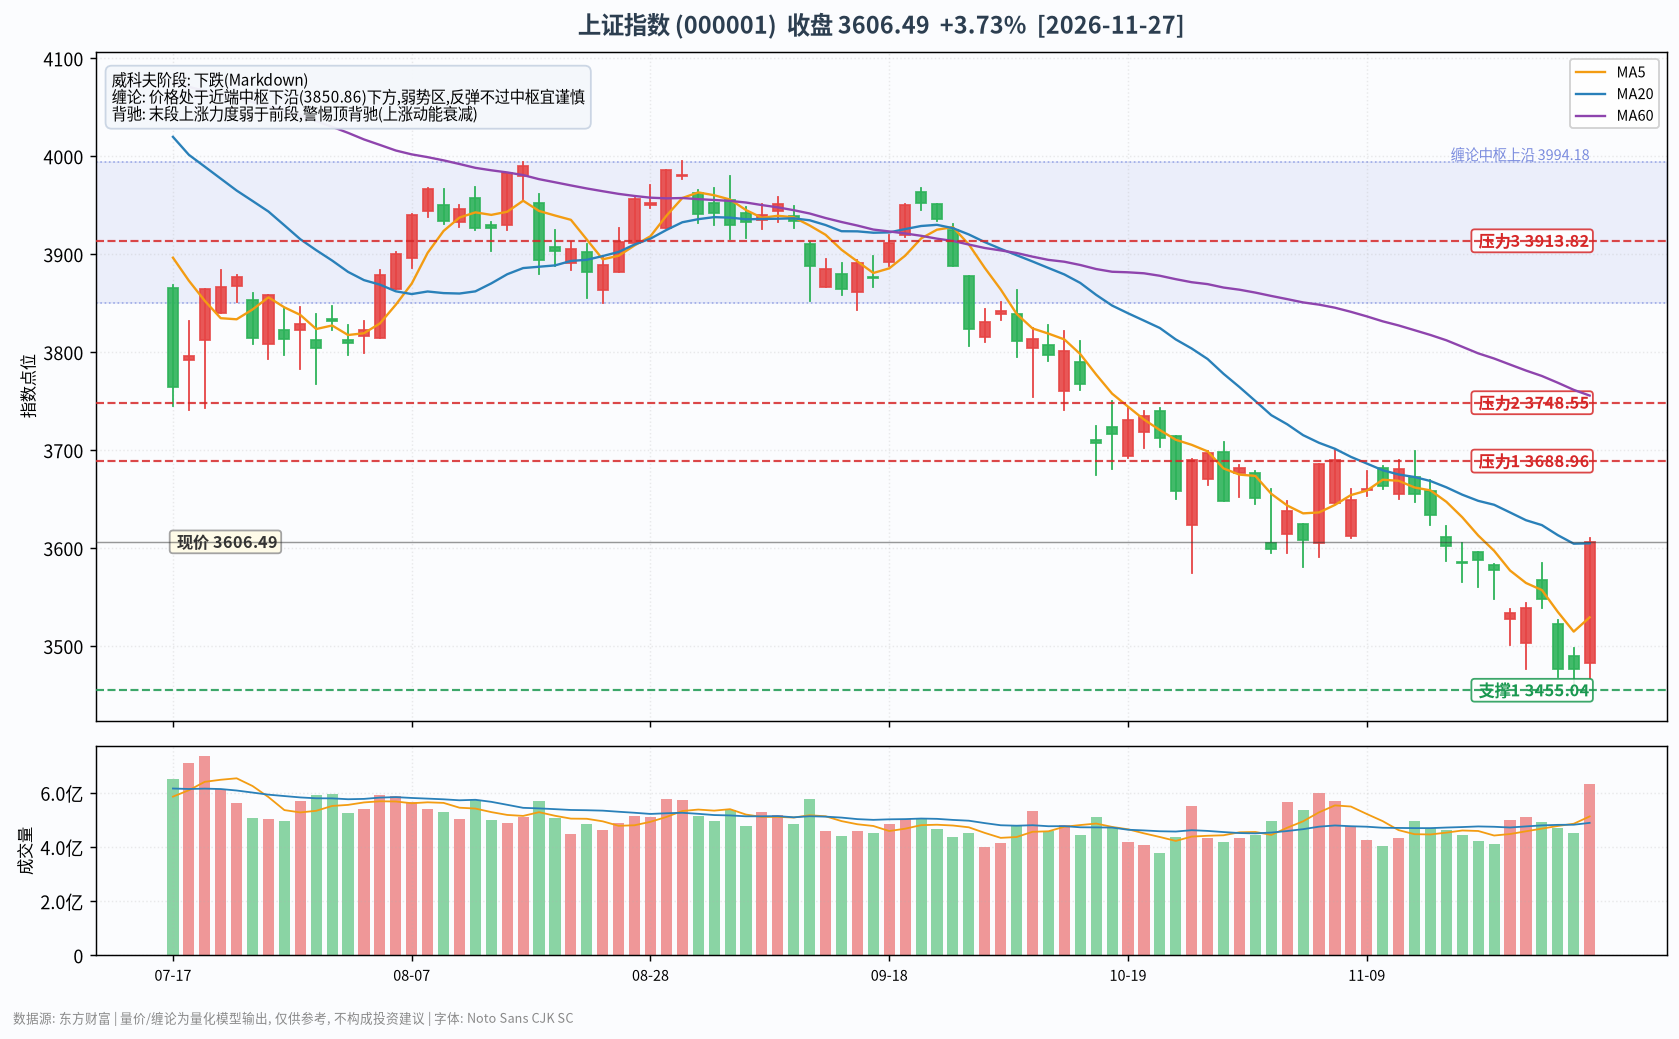 上证指数 (000001)  收盘 3606.49  +3.73%  [2026-11-27]
4100
4000
3900
3800
3700
3600
3500
指数点位
威科夫阶段: 下跌(Markdown)
缠论: 价格处于近端中枢下沿(3850.86)下方,弱势区,反弹不过中枢宜谨慎
背驰: 末段上涨力度弱于前段,警惕顶背驰(上涨动能衰减)
MA5
MA20
MA60
缠论中枢上沿 3994.18
压力3 3913.82
压力2 3748.55
压力1 3688.96
现价 3606.49
支撑1 3455.04
成交量
6.0亿
4.0亿
2.0亿
0
07-17
08-07
08-28
09-18
10-19
11-09
数据源: 东方财富 | 量价/缠论为量化模型输出, 仅供参考, 不构成投资建议 | 字体: Noto Sans CJK SC